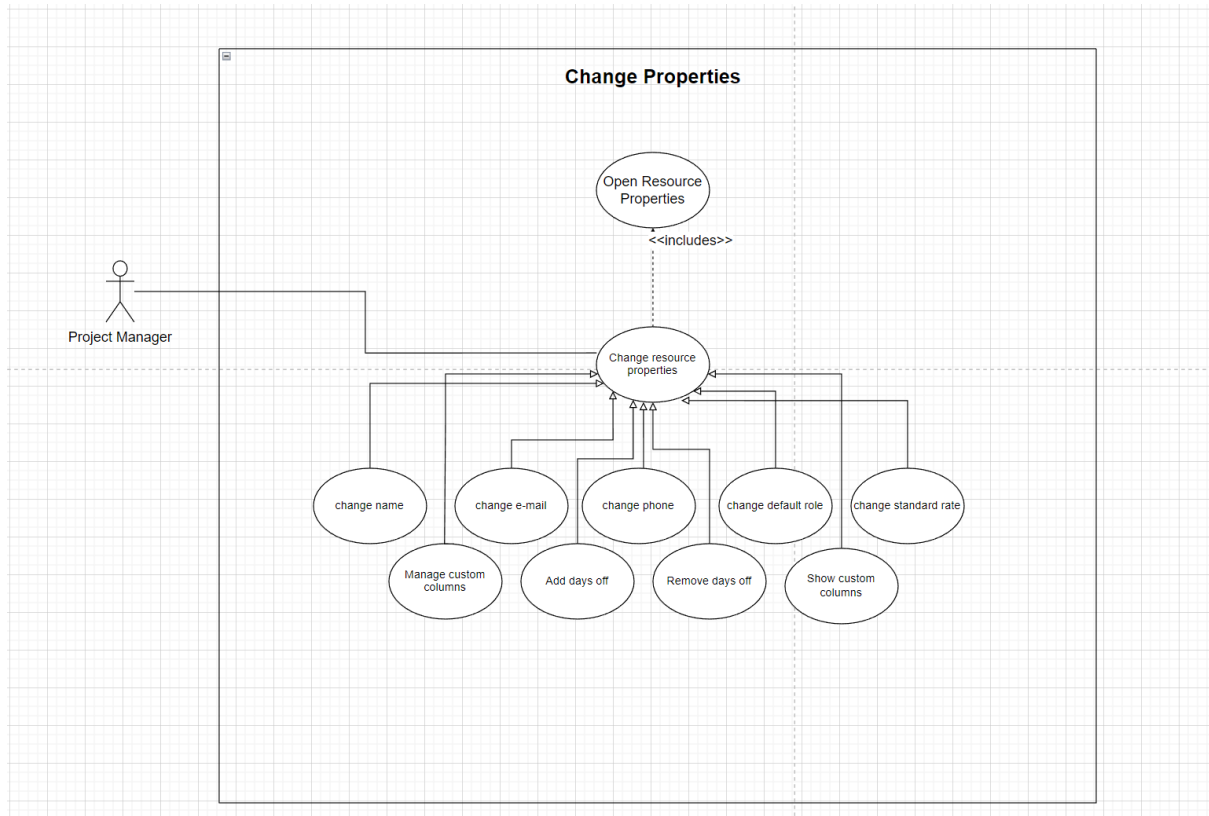 Change Properties
Open Resource
Properties
<<includes>>
Project Manager
Change resource
properties
change name
change e-mail
change phone
change default role
change standard rate
Manage custom
columns
Add days off
Remove days off
Show custom
columns